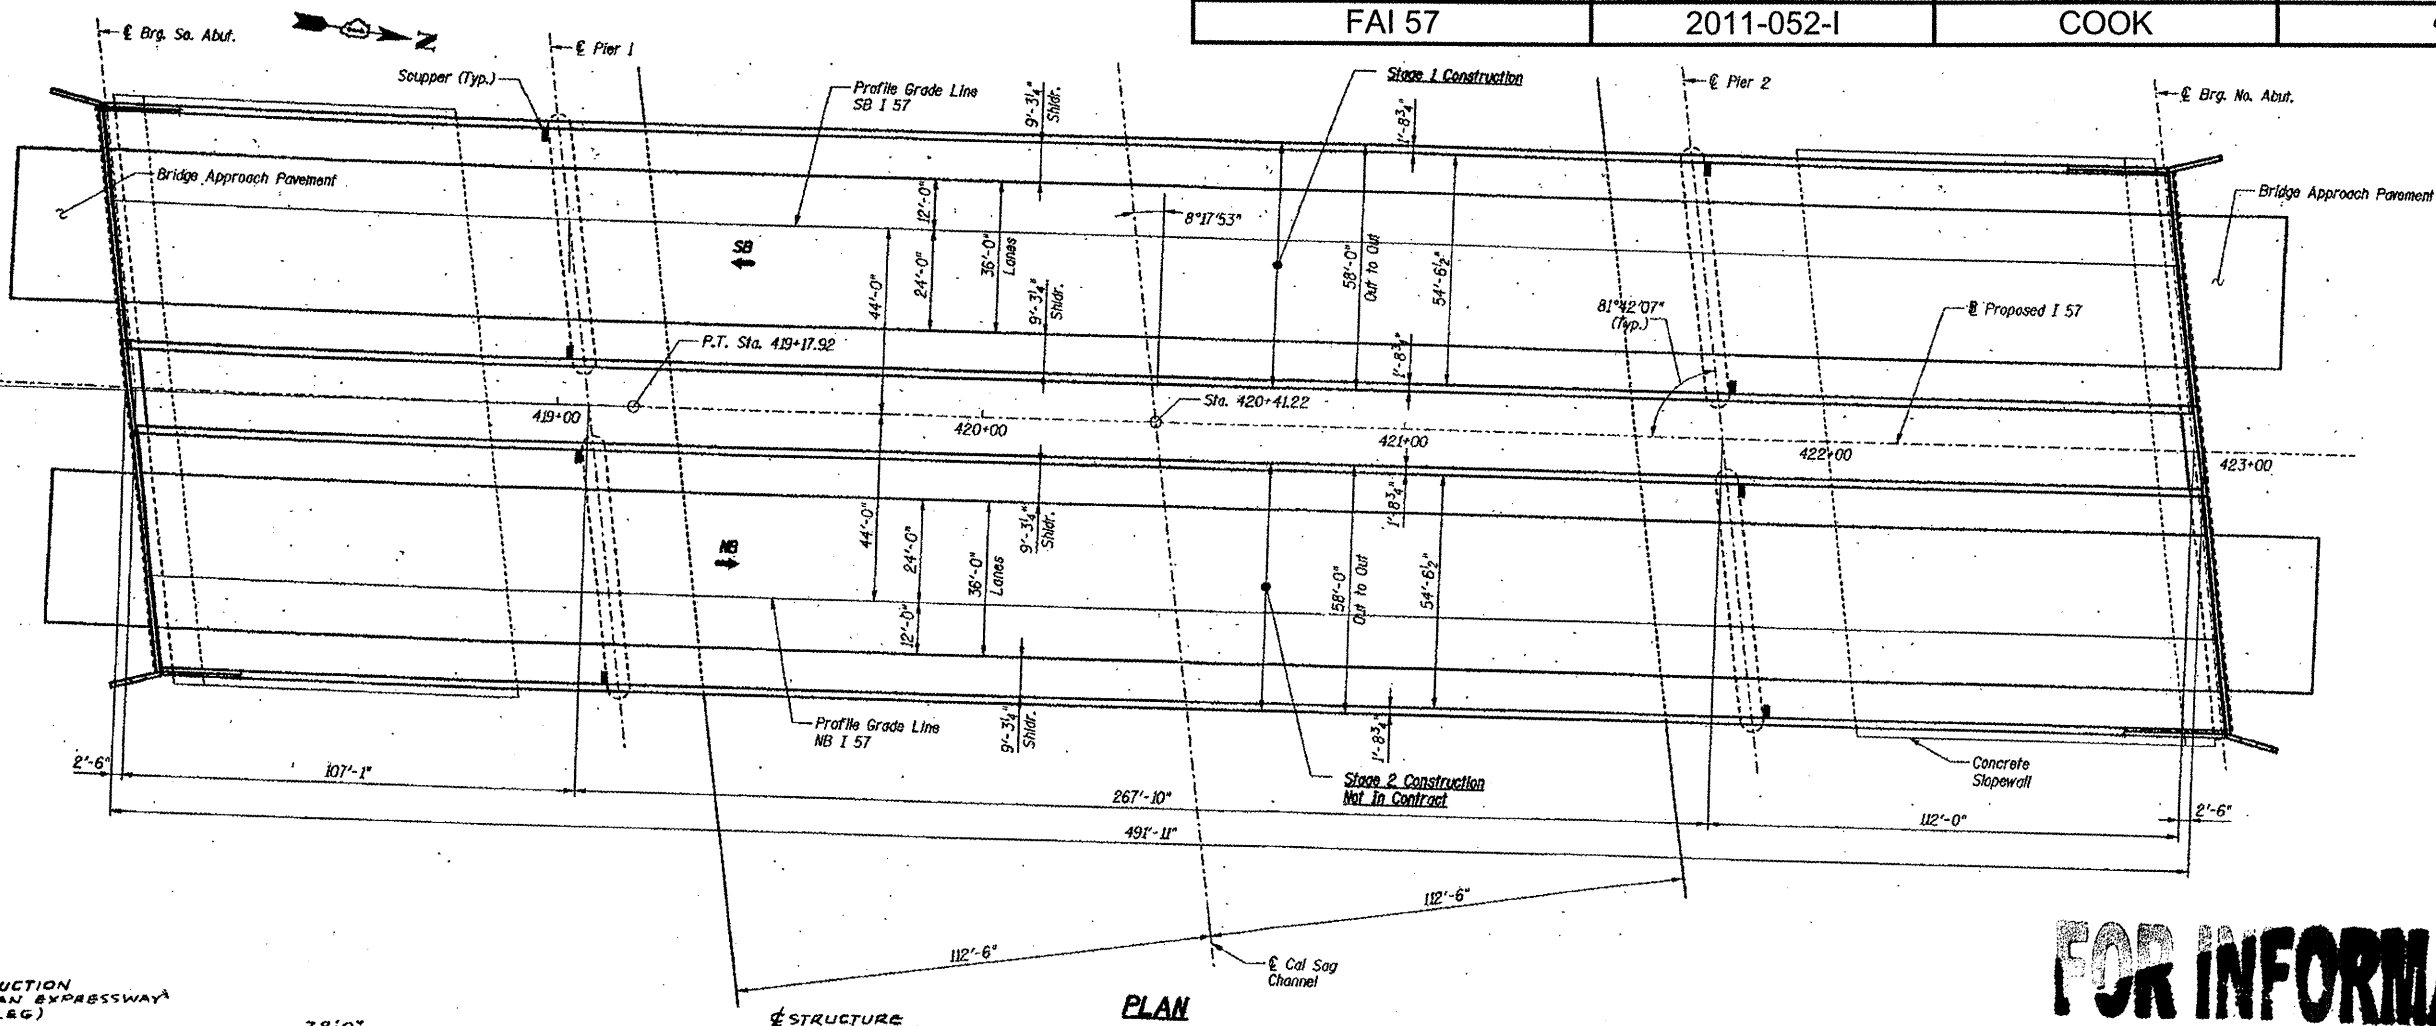 FAI 57
2011-052-I
COOK
℄ Brg. So. Abut.
N
℄ Pier 1
Scupper (Typ.)
Profile Grade Line
SB I 57
9'-3¼"
Shldr.
Stage 1 Construction
1'-8¾"
℄ Pier 2
℄ Brg. No. Abut.
Bridge Approach Pavement
Bridge Approach Pavement
12'-0"
8°17'53"
SB
44'-0"
24'-0"
36'-0"
Lanes
9'-3¼"
Shldr.
58'-0"
Out to Out
54'-6½"
81°42'07"
(Typ.)
Proposed I 57
P.T. Sta. 419+17.92
1'-8¾"
Sta. 420+41.22
419+00
420+00
421+00
422+00
423+00
NB
44'-0"
24'-0"
12'-0"
36'-0"
Lanes
9'-3¼"
Shldr.
1'-8¾"
58'-0"
Out to Out
54'-6½"
Profile Grade Line
NB I 57
9'-3¼"
Shldr.
1'-8¾"
Stage 2 Construction
Not In Contract
Concrete
Slopewall
2'-6"
107'-1"
267'-10"
112'-0"
2'-6"
491'-11"
112'-6"
112'-6"
℄ Cal Sag
Channel
PLAN
UCTION
AN EXPRESSWAY
℄ STRUCTURE
FOR INFORMA